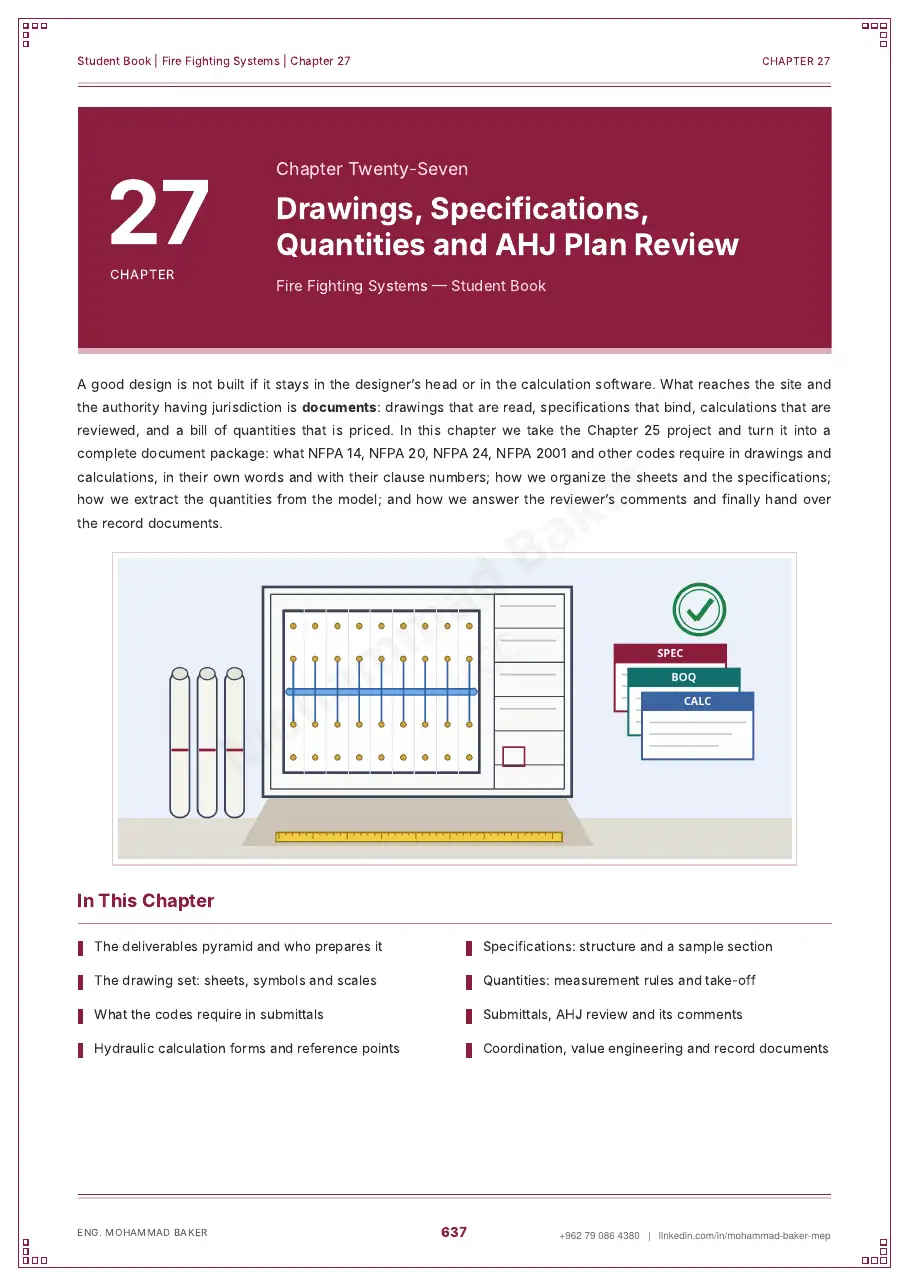 Student Book | Fire Fighting Systems | Chapter 27
CHAPTER 27
27
CHAPTER
Chapter Twenty-Seven
Drawings, Specifications,
Quantities and AHJ Plan Review
Fire Fighting Systems — Student Book
A good design is not built if it stays in the designer’s head or in the calculation software. What reaches the site and
the authority having jurisdiction is documents: drawings that are read, specifications that bind, calculations that are
reviewed, and a bill of quantities that is priced. In this chapter we take the Chapter 25 project and turn it into a
complete document package: what NFPA 14, NFPA 20, NFPA 24, NFPA 2001 and other codes require in drawings and
calculations, in their own words and with their clause numbers; how we organize the sheets and the specifications;
how we extract the quantities from the model; and how we answer the reviewer’s comments and finally hand over
the record documents.
SPEC
BOQ
CALC
In This Chapter
The deliverables pyramid and who prepares it
The drawing set: sheets, symbols and scales
What the codes require in submittals
Hydraulic calculation forms and reference points
Specifications: structure and a sample section
Quantities: measurement rules and take-off
Submittals, AHJ review and its comments
Coordination, value engineering and record documents
ENG. MOHAMMAD BAKER
637
+962 79 086 4380 | linkedin.com/in/mohammad-baker-mep
Mohammad Baker